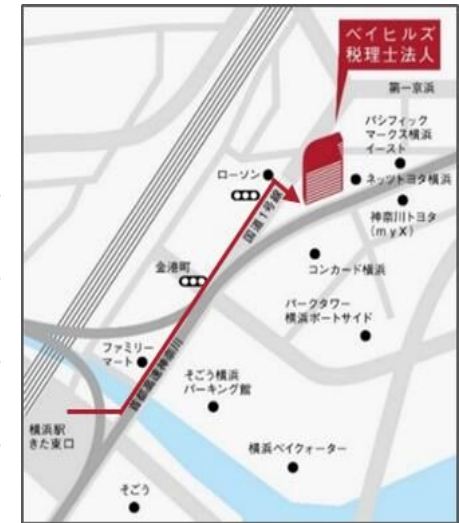 ベイヒルズ
税理士法人
第一京浜
パシフィック
マークス横浜
イースト
ローソン
ネッツトヨタ横浜
国道1号線
神奈川トヨタ
(myX)
金港町
コンカード横浜
パークタワー
横浜ポートサイド
ファミリー
マート
首都高速神奈川
そごう横浜
パーキング館
横浜駅
きた東口
横浜ベイクォーター
そごう